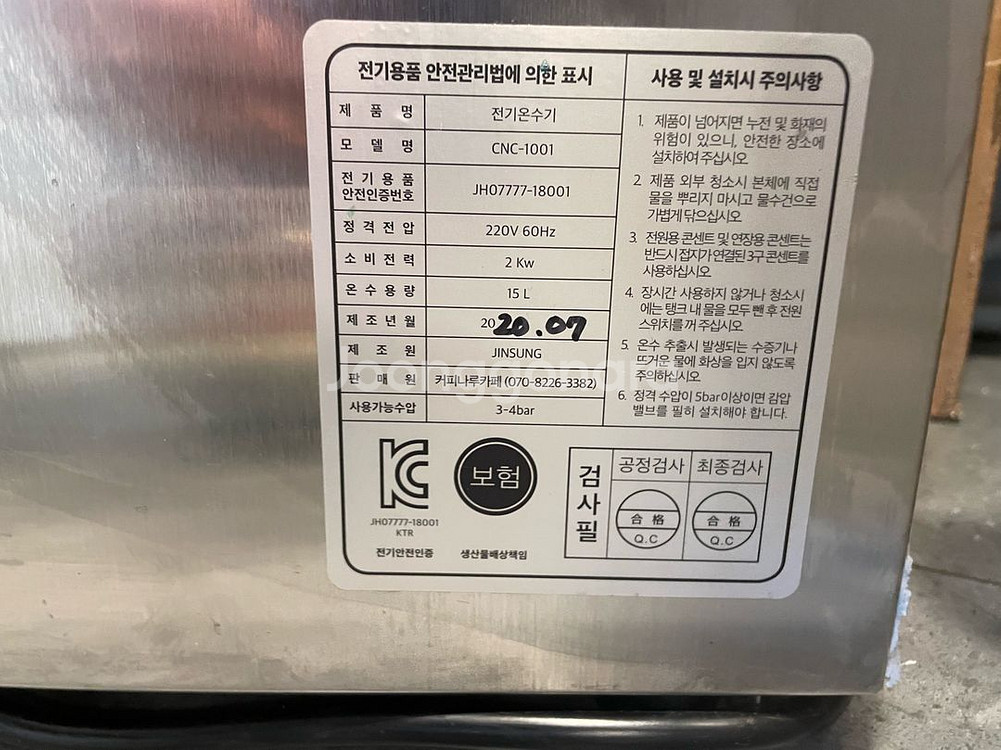 전기용품 안전관리법에 의한 표시
제 품 명 전기온수기
모 델 명 CNC-1001
전 기 용 품
안전인증번호 JH07777-18001
정 격 전 압 220V 60Hz
소 비 전 력 2 Kw
온 수 용 량 15 L
제 조 년 월 2020.07
제 조 원 JINSUNG
판 매 원 커피나루카페 (070-8226-3382)
사용가능수압 3-4bar
사용 및 설치시 주의사항
1. 제품이 넘어지면 누전 및 화재의
위험이 있으니, 안전한 장소에
설치하여 주십시오
2. 제품 외부 청소시 본체에 직접
물을 뿌리지 마시고 물수건으로
가볍게 닦으십시오.
3. 전원용 콘센트 및 연장용 콘센트는
반드시 접지가 연결된 3구 콘센트를
사용하십시오.
4. 장시간 사용하지 않거나 청소시
에는 탱크 내 물을 모두 뺀 후 전원
스위치를 꺼 주십시오.
5. 온수 추출시 발생되는 수증기나
뜨거운 물에 화상을 입지 않도록
주의하십시오.
6. 정격 수압이 5bar이상이면 감압
밸브를 필히 설치해야 합니다.
JH07777-18001
KTR
전기안전인증
보험
생산물배상책임
검사필
공정검사 최종검사
合格 合格
Q.C Q.C
Joonggonara